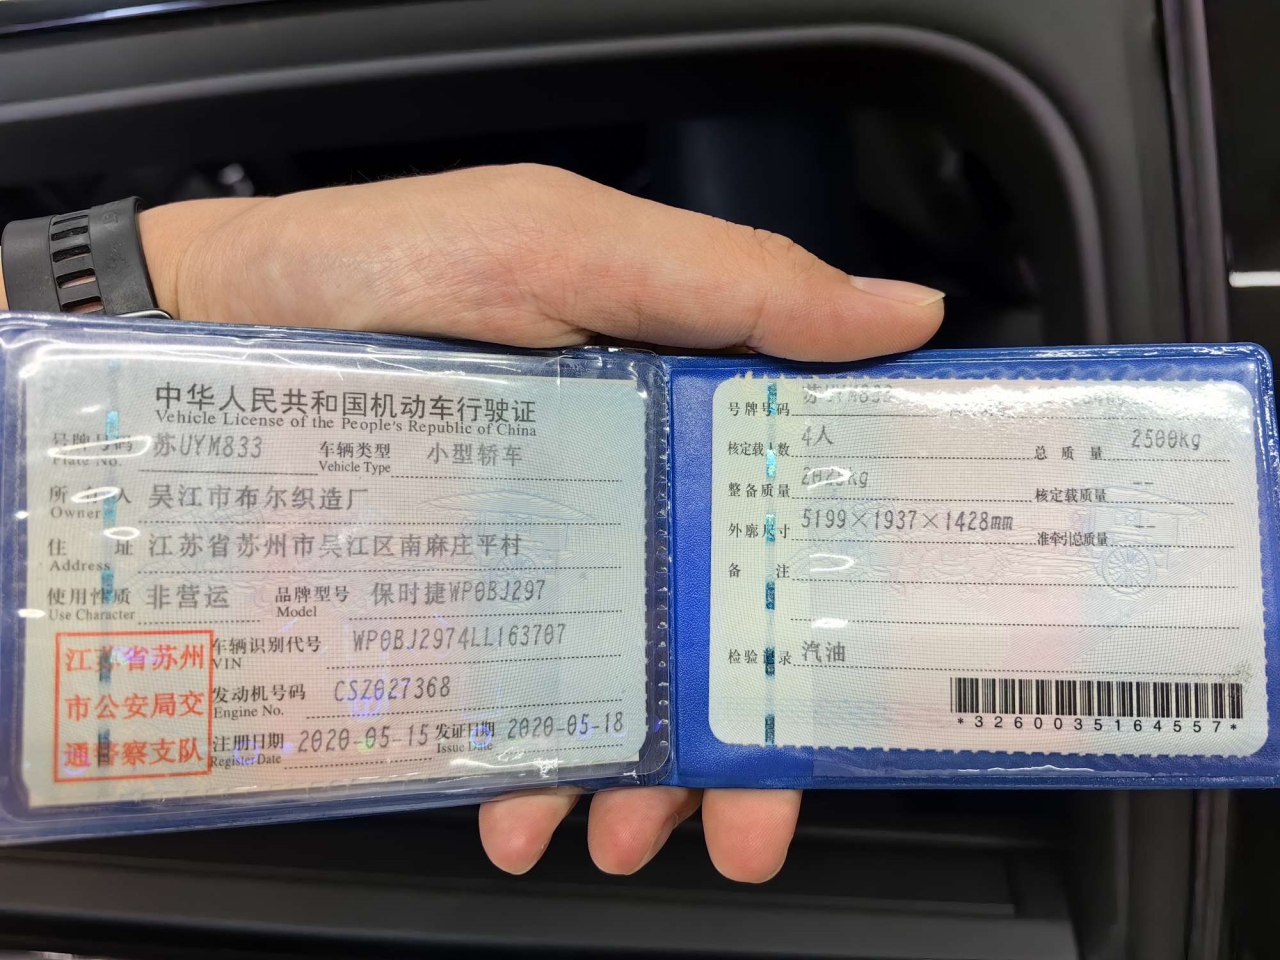 中华人民共和国机动车行驶证
Vehicle License of the People's Republic of China
号牌号码 苏UYM833 车辆类型 小型轿车
Plate No. Vehicle Type
所有人 吴江市布尔织造厂
Owner
住址 江苏省苏州市吴江区南麻庄平村
Address
使用性质 非营运 品牌型号 保时捷WP0BJ297
Use Character Model
江苏省苏州
市公安局交
通警察支队
车辆识别代号 WP0BJ2974LL163707
VIN
发动机号码 CSZ027368
Engine No.
注册日期 2020-05-15 发证日期 2020-05-18
Register Date Issue Date
号牌号码 苏UYM833
核定载人数 4人 总质量 2500kg
整备质量 核定载质量 --
外廓尺寸 5199×1937×1428mm 准牵引总质量 --
备注
检验记录 汽油
*3260035164557*